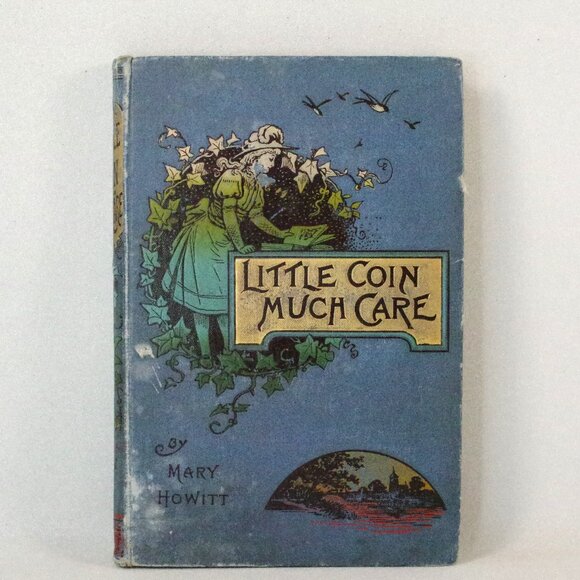 LITTLE COIN
MUCH CARE
By
MARY
HOWITT